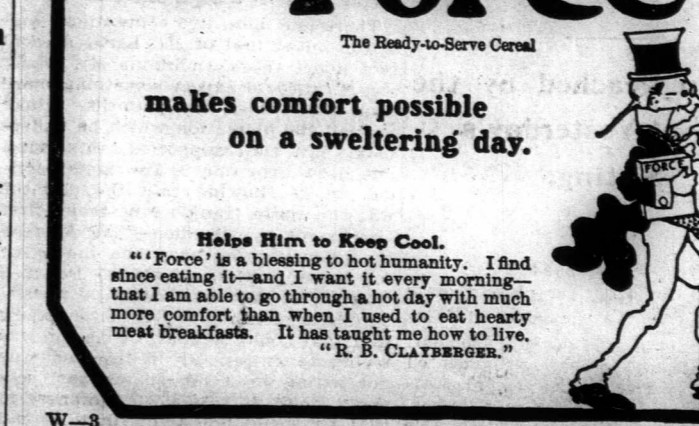 Force
The Ready-to-Serve Cereal
makes comfort possible
on a sweltering day.
FORCE
Helps Him to Keep Cool.
"'Force' is a blessing to hot humanity. I find
since eating it—and I want it every morning—
that I am able to go through a hot day with much
more comfort than when I used to eat hearty
meat breakfasts. It has taught me how to live.
"R. B. CLAYBERGER."
W—3